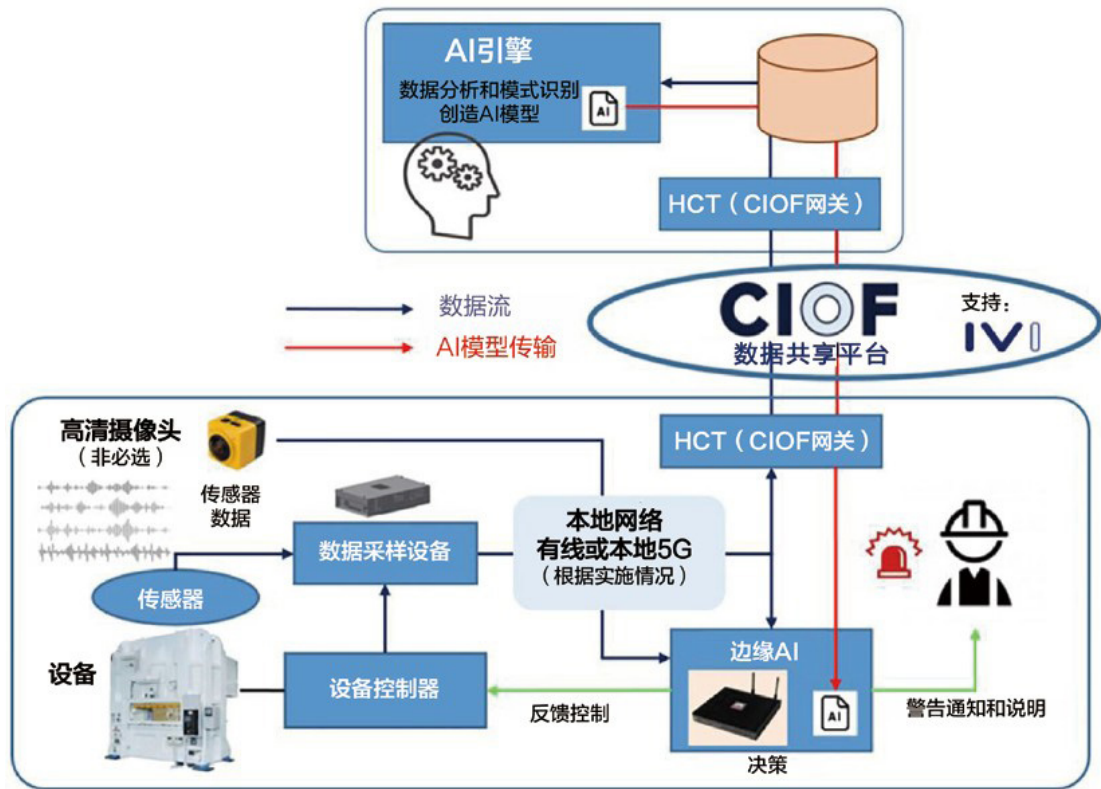 AI引擎
数据分析和模式识别
创造AI模型
AI
HCT（CIOF网关）
数据流
AI模型传输
CIOF
数据共享平台
支持：
IVI
高清摄像头
（非必选）
传感器
数据
HCT（CIOF网关）
数据采样设备
本地网络
有线或本地5G
（根据实施情况）
传感器
设备
设备控制器
反馈控制
边缘AI
AI
决策
警告通知和说明